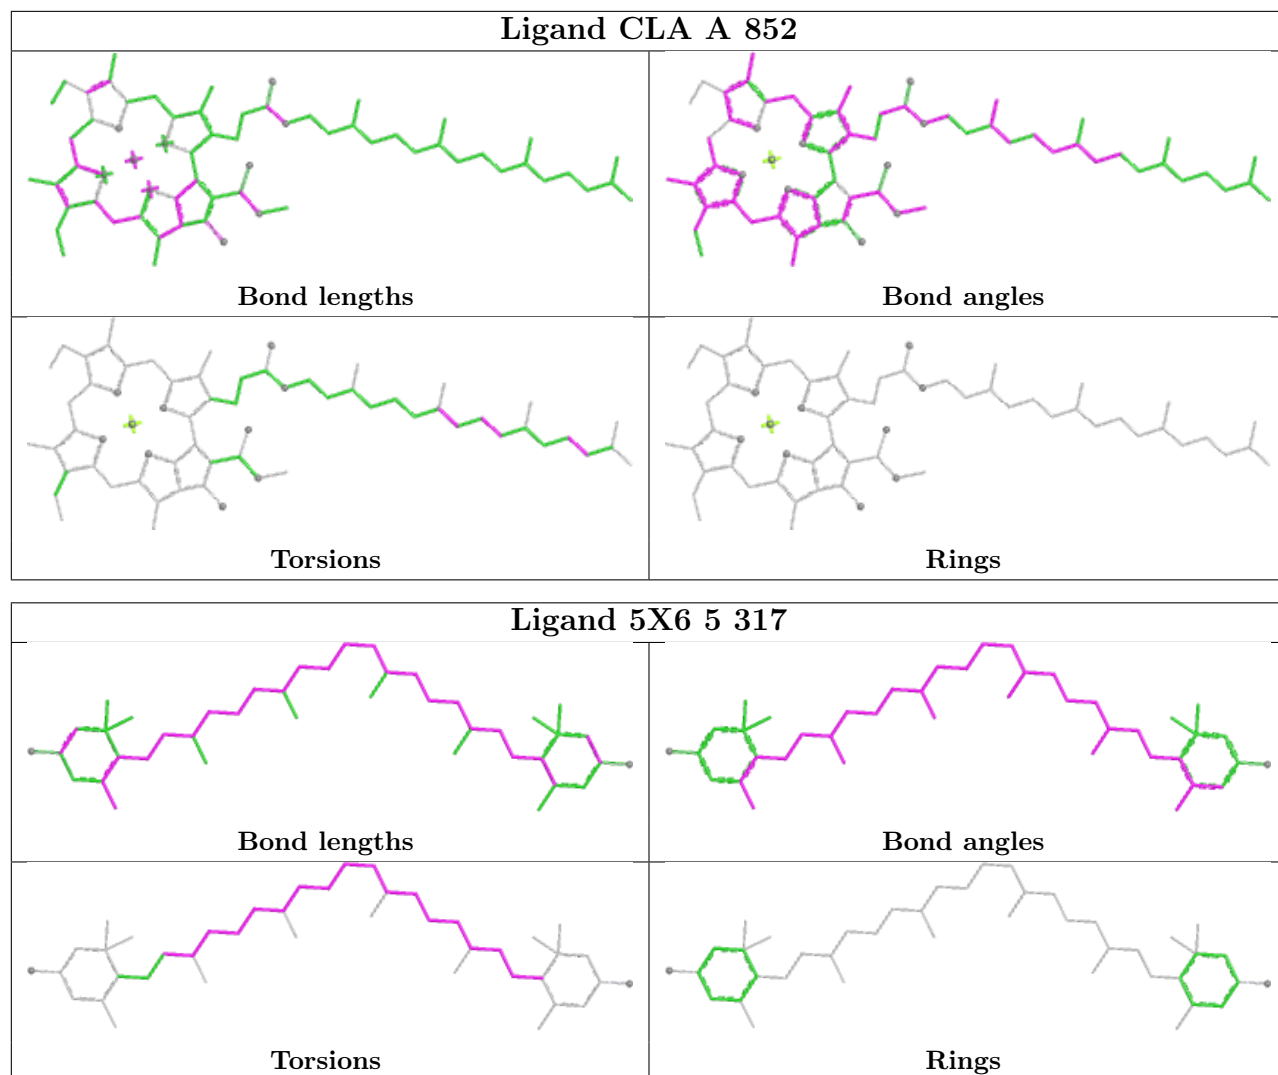 Ligand CLA A 852
Bond lengths
Bond angles
Torsions
Rings
Ligand 5X6 5 317
Bond lengths
Bond angles
Torsions
Rings